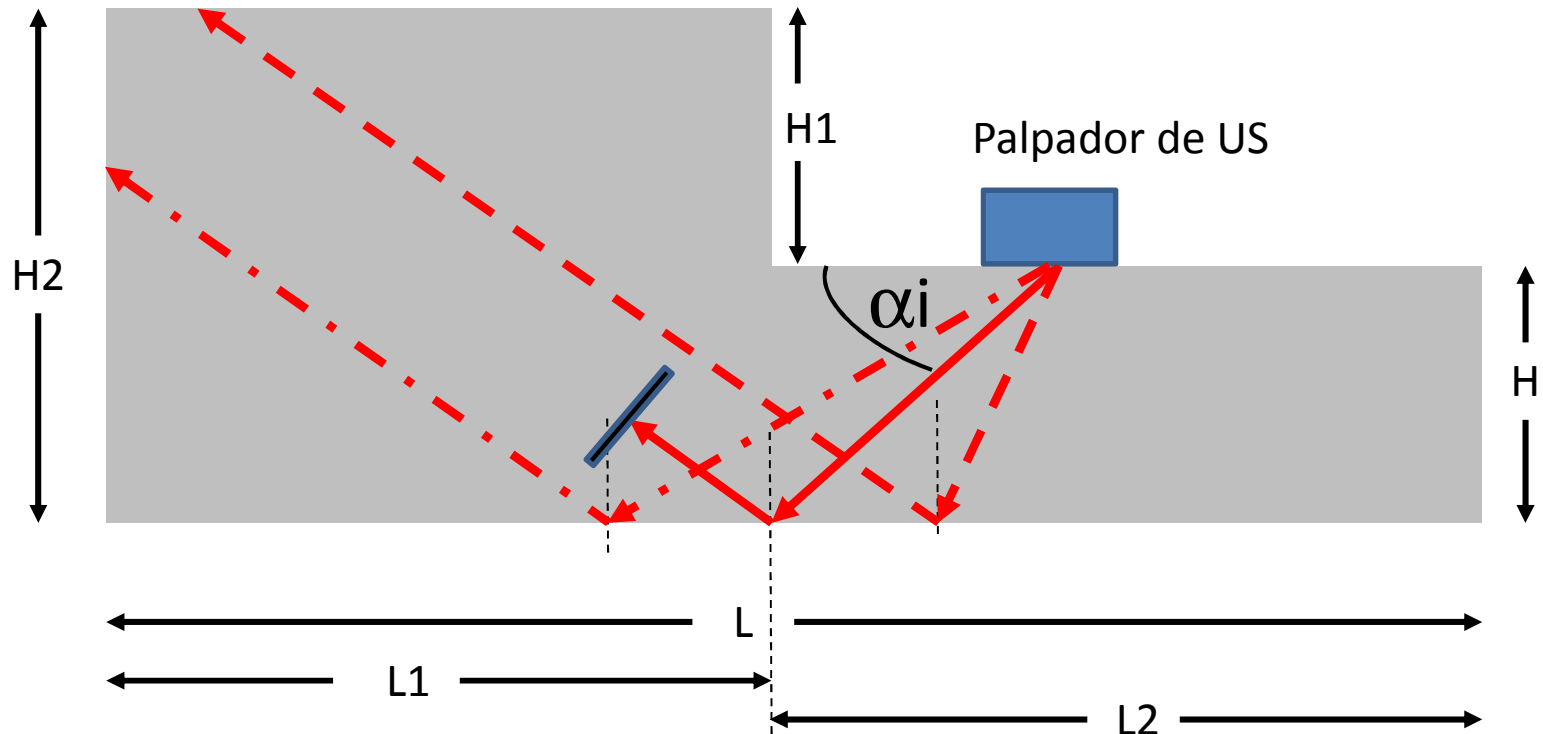 H1
Palpador de US
H2
αi
H
L
L1
L2